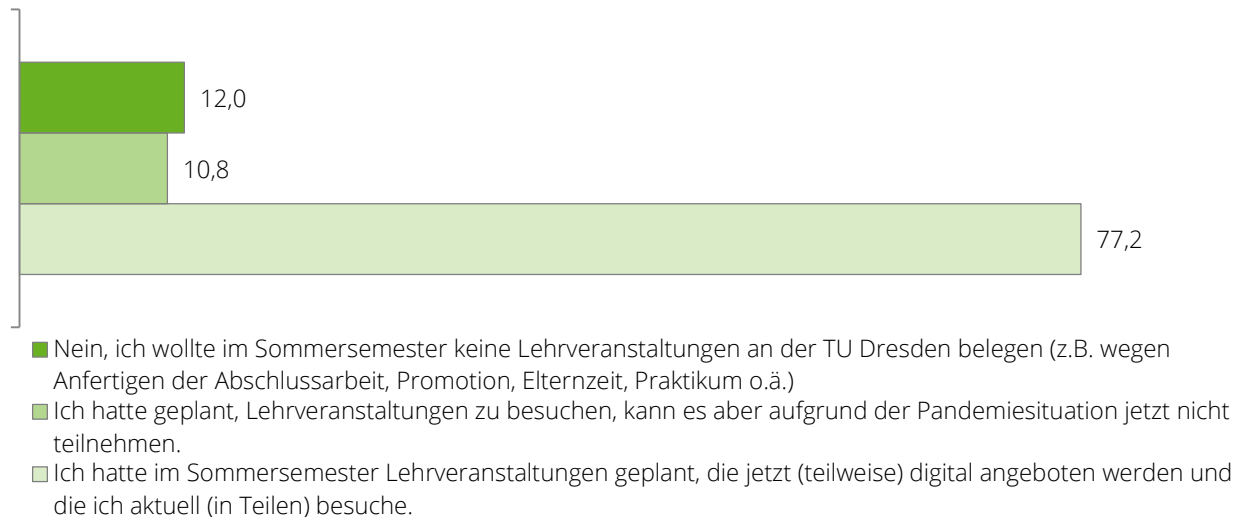 12,0
10,8
77,2
Nein, ich wollte im Sommersemester keine Lehrveranstaltungen an der TU Dresden belegen (z.B. wegen
Anfertigen der Abschlussarbeit, Promotion, Elternzeit, Praktikum o.ä.)
Ich hatte geplant, Lehrveranstaltungen zu besuchen, kann es aber aufgrund der Pandemiesituation jetzt nicht
teilnehmen.
Ich hatte im Sommersemester Lehrveranstaltungen geplant, die jetzt (teilweise) digital angeboten werden und
die ich aktuell (in Teilen) besuche.